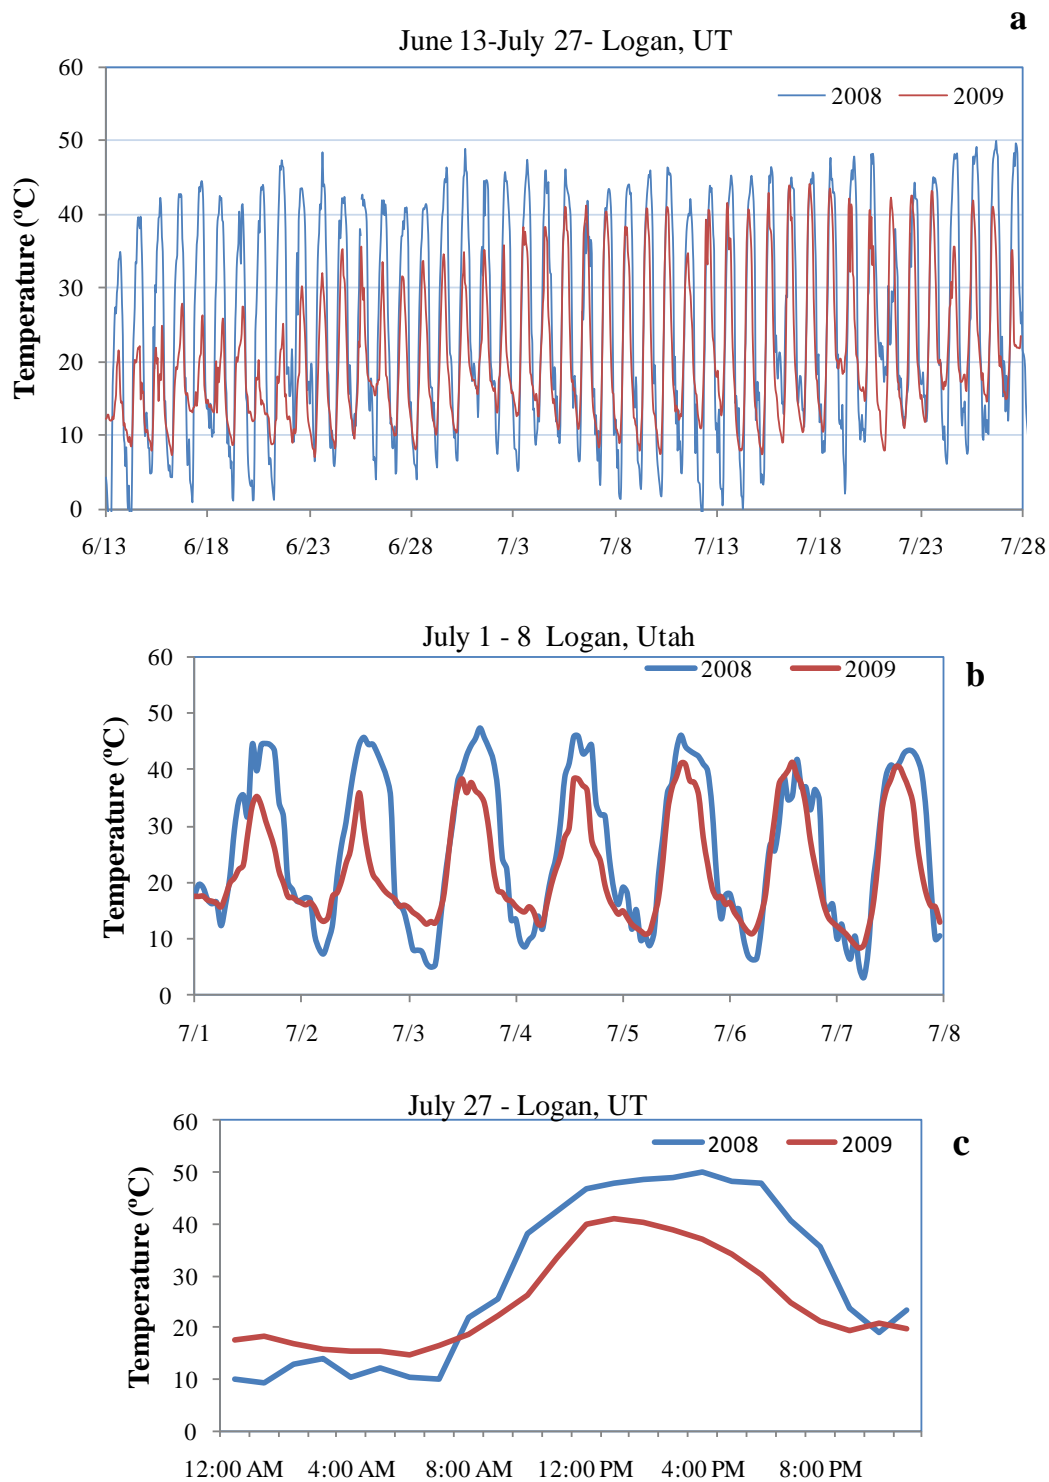 a
June 13-July 27- Logan, UT
60
2008 2009
50
40
30
20
10
0
Temperature (ºC)
6/13 6/18 6/23 6/28 7/3 7/8 7/13 7/18 7/23 7/28
July 1 - 8 Logan, Utah
b
60
2008 2009
50
40
30
20
10
0
Temperature (ºC)
7/1 7/2 7/3 7/4 7/5 7/6 7/7 7/8
July 27 - Logan, UT
c
60
2008 2009
50
40
30
20
10
0
Temperature (ºC)
12:00 AM 4:00 AM 8:00 AM 12:00 PM 4:00 PM 8:00 PM